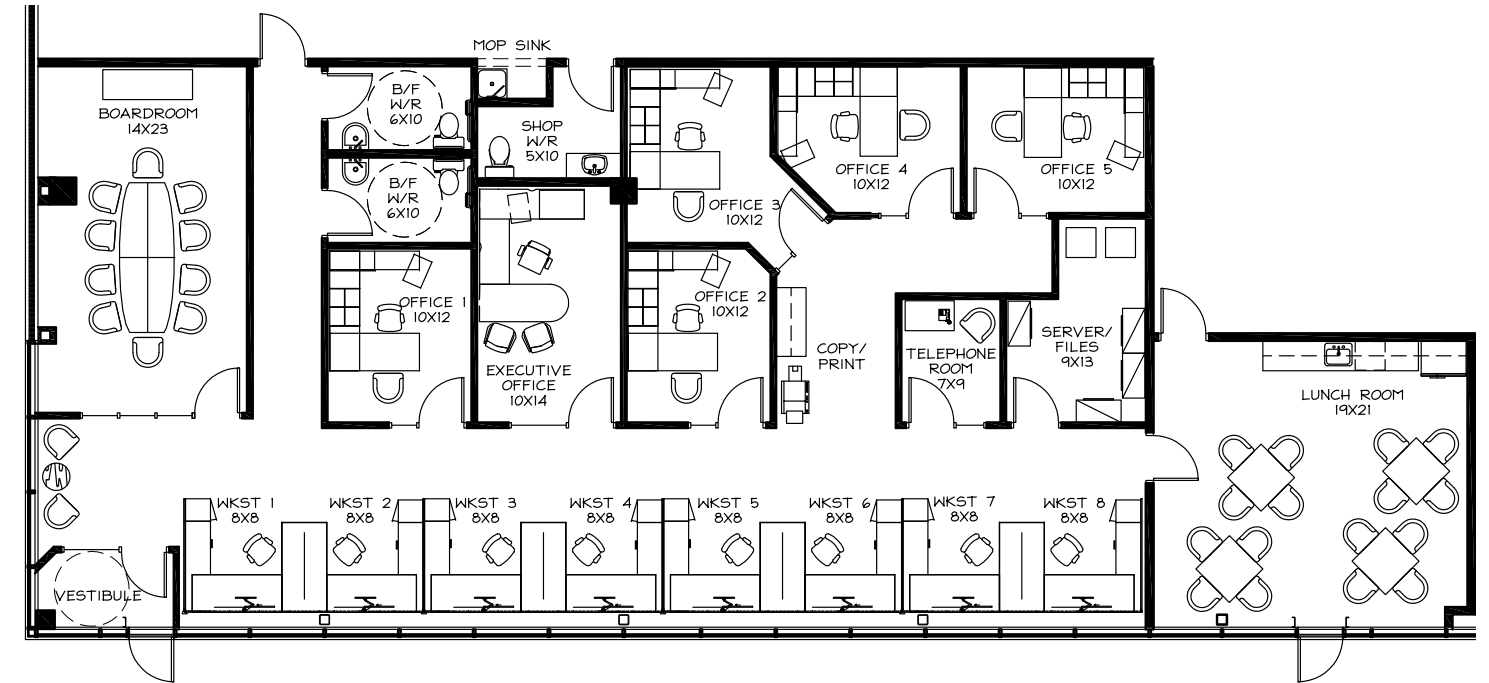 MOP SINK
BOARDROOM
14X23
B/F
W/R
6X10
SHOP
W/R
5X10
B/F
W/R
6X10
OFFICE 3
10X12
OFFICE 4
10X12
OFFICE 5
10X12
OFFICE 1
10X12
EXECUTIVE
OFFICE
10X14
OFFICE 2
10X12
COPY/
PRINT
TELEPHONE
ROOM
7X9
SERVER/
FILES
9X13
LUNCH ROOM
19X21
WKST 1
8X8
WKST 2
8X8
WKST 3
8X8
WKST 4
8X8
WKST 5
8X8
WKST 6
8X8
WKST 7
8X8
WKST 8
8X8
VESTIBULE